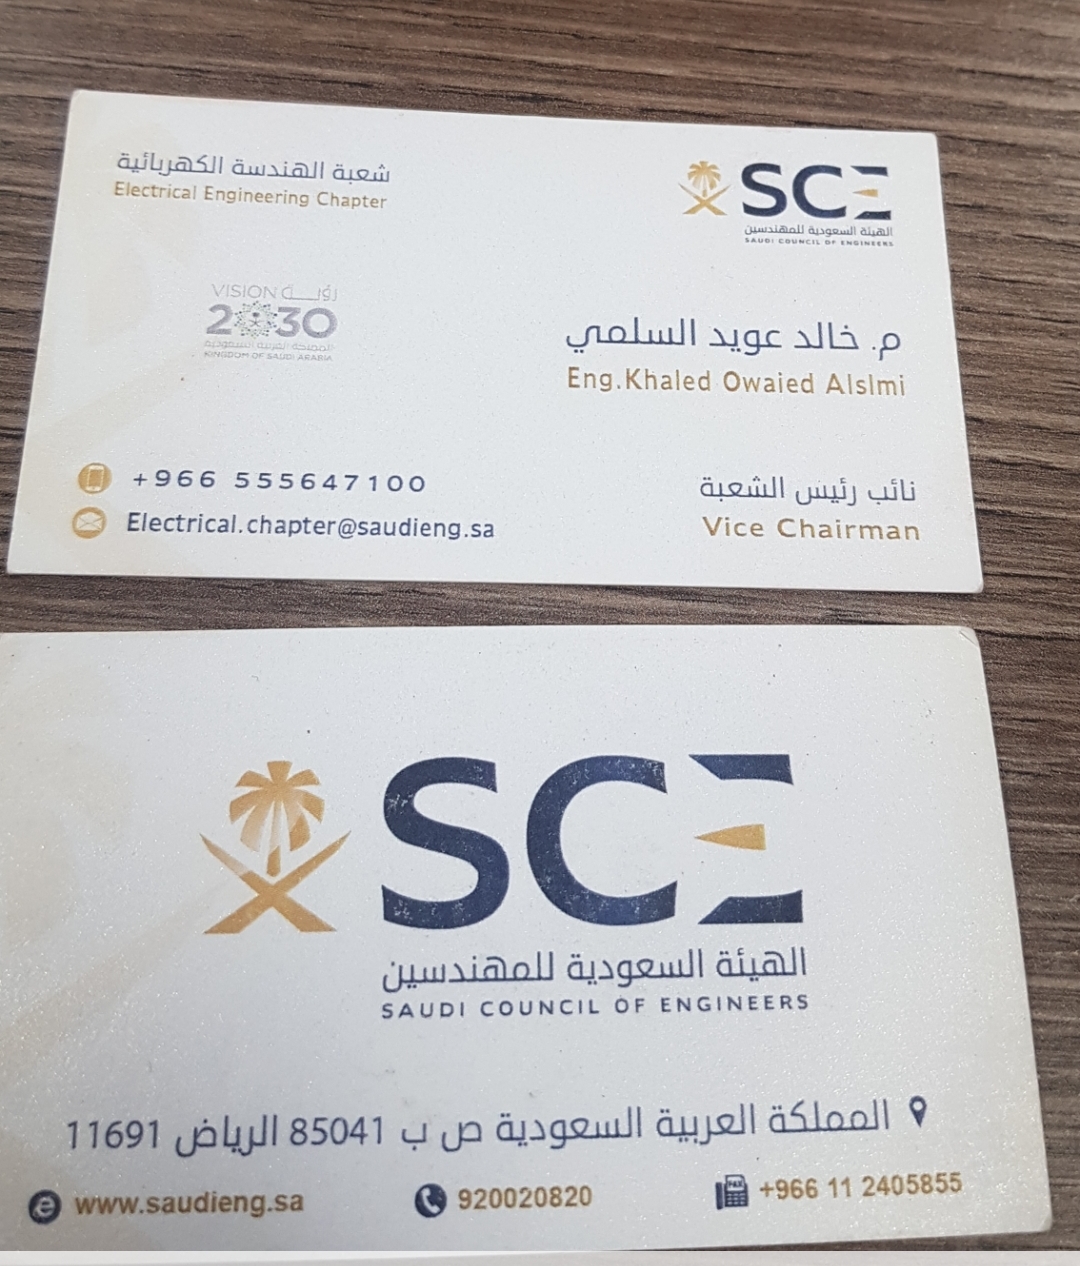 شعبة الهندسة الكهربائية
Electrical Engineering Chapter
SCE
الهيئة السعودية للمهندسين
SAUDI COUNCIL OF ENGINEERS
VISION رؤيـــة
2030
المملكة العربية السعودية
KINGDOM OF SAUDI ARABIA
م. خالد عويد السلمي
Eng.Khaled Owaied Alslmi
+966 555647100
Electrical.chapter@saudieng.sa
نائب رئيس الشعبة
Vice Chairman
SCE
الهيئة السعودية للمهندسين
SAUDI COUNCIL OF ENGINEERS
المملكة العربية السعودية ص ب 85041 الرياض 11691
www.saudieng.sa
920020820
FAX
+966 11 2405855